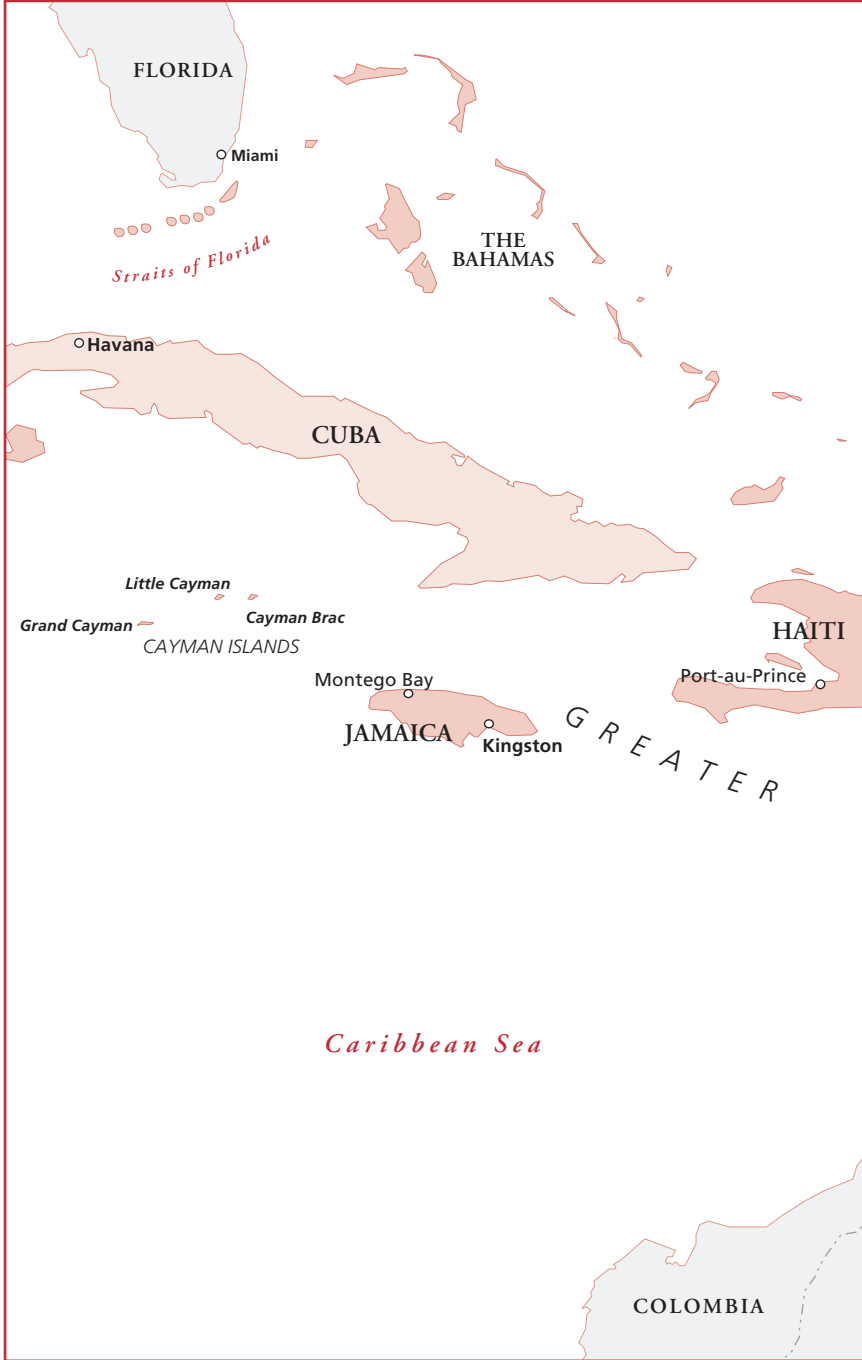 FLORIDA
Miami
THE
BAHAMAS
Straits of Florida
Havana
CUBA
Little Cayman
Cayman Brac
Grand Cayman
CAYMAN ISLANDS
HAITI
Port-au-Prince
Montego Bay
JAMAICA
Kingston
GREATER
Caribbean Sea
COLOMBIA